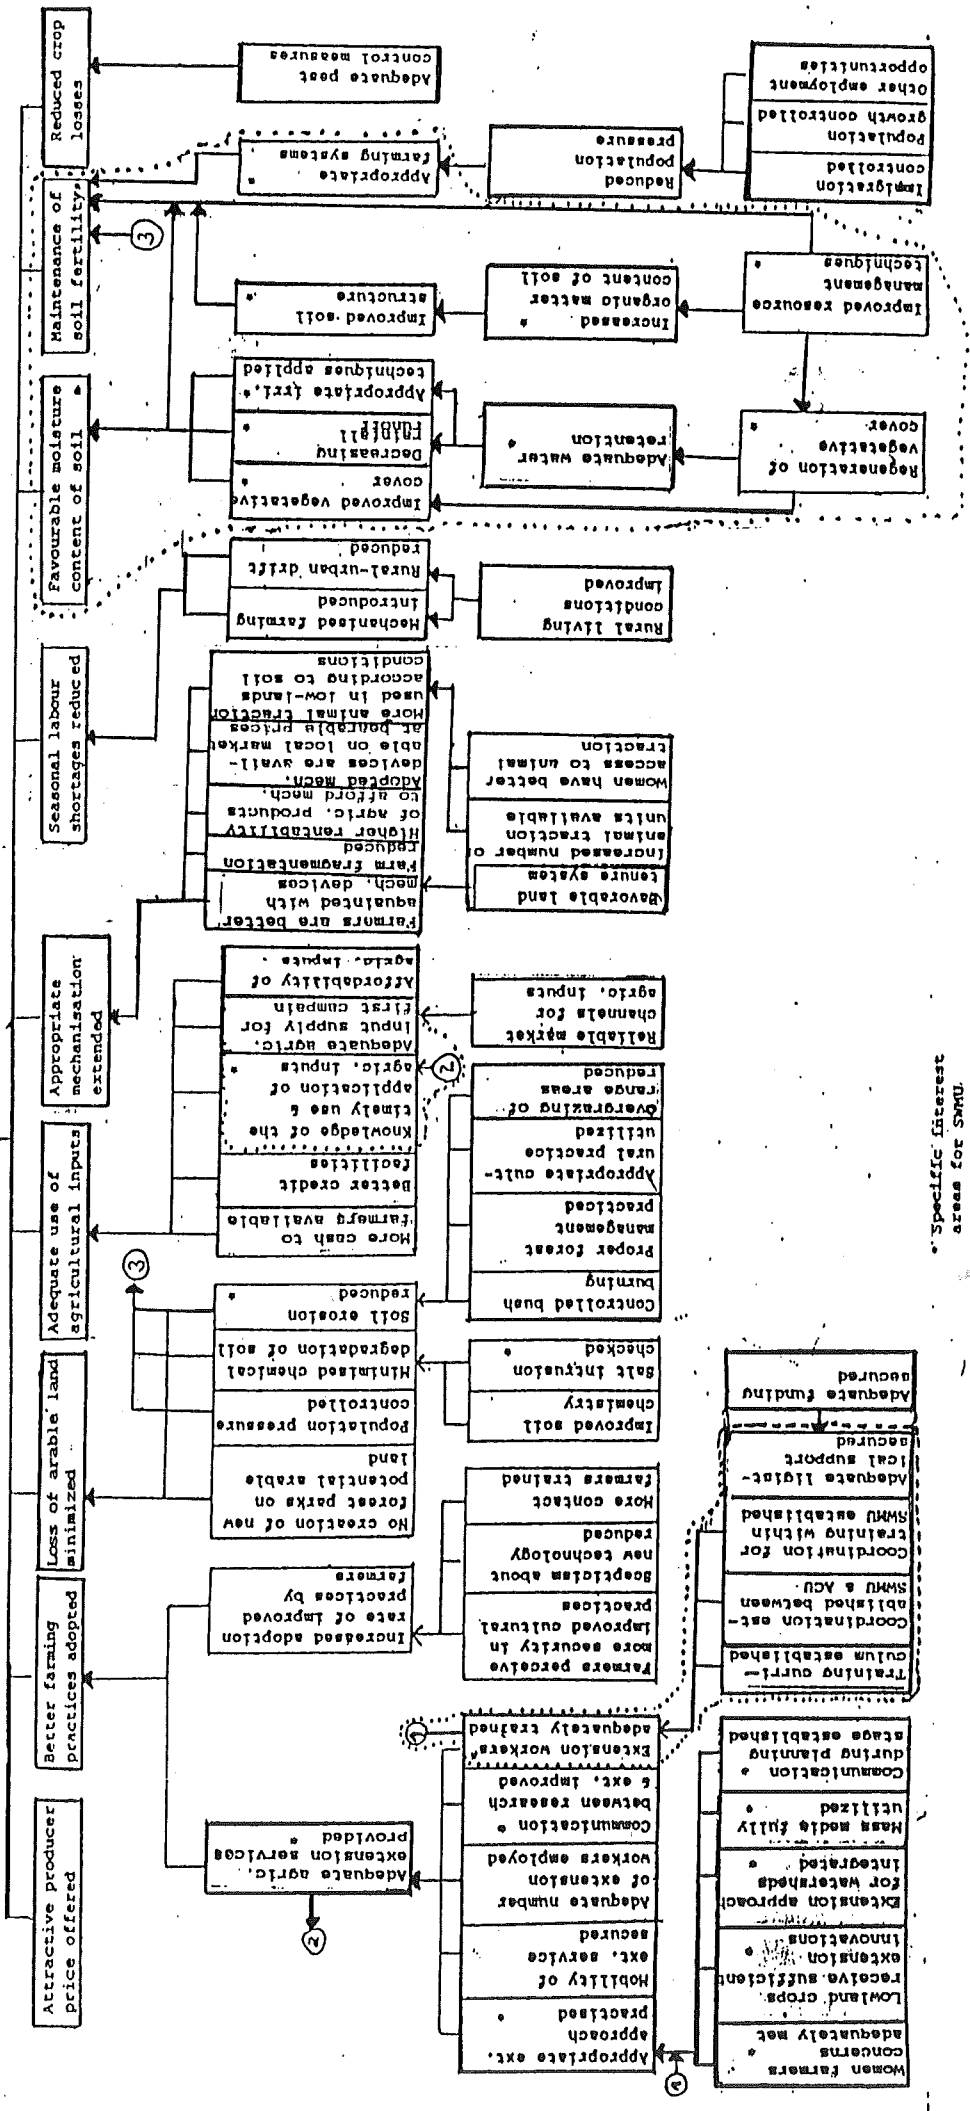 Attractive producer
price offered
Better farming
practices adopted
Loss of arable land
minimized
Adequate use of
agricultural inputs
Appropriate
mechanisation
extended
Seasonal labour
shortages reduced
Favourable moisture
content of soil *
Maintenance of
soil fertility
Reduced crop
losses
2
Adequate agric.
extension services
provided *
Increased adoption
rate of improved
practices by
farmers
No creation of new
forest parks on
potential arable
land
Population pressure
controlled
Minimised chemical
degradation of soil
Soil erosion
reduced *
3
More cash to
farmers available
Better credit
facilities
Knowledge of the
timely use &
application of
agric. inputs *
2
Adequate agric.
input supply for
first cumpain
Affordability of
agric. inputs
Farmers are better
aquainted with
mech. devices
Farm fragmentation
reduced
Higher rentability
of agric. products
to afford mech.
Adopted mech.
devices are avail-
able on local market
at bearable prices
More animal traction
used in low-lands
according to soil
conditions
Mechanised farming
introduced
Rural-urban drift
reduced
Improved vegetative
cover *
Decreasing
rainfall
runoff *
Appropriate irri. *
techniques applied
Improved soil
structure *
3
Appropriate *
farming systems
Adequate pest
control measures
Appropriate ext.
approach
practised *
Mobility of
ext. service
secured
Adequate number
of extension
workers employed
Communication *
between research
& ext. improved
Extension workers*
adequately trained
1
Farmers perceive
more security in
improved cultural
practices
Scepticism about
new technology
reduced
More contact
farmers trained
Improved soil
chemistry
Salt intrusion
checked *
Controlled bush
burning
Proper forest
management
practiced
Appropriate cult-
ural practice
utilized
Overgrazing of
range areas
reduced
Reliable market
channels for
agric. inputs
Favorable land
tenure system
increased number of
animal traction
units available
women have better
access to animal
traction
Rural living
conditions
improved
Adequate water
retention *
Increased *
organic matter
content of soil
Reduced
population
pressure
1
Women farmers
concerns *
adequately met
Lowland crops
receive sufficient
extension *
innovations
Extension approach
for watersheds
integrated *
Mass media fully
utilized *
Communication *
during planning
stage established
Training curri-
culum established
Coordination est-
ablished between
SWMU & ACU
Coordination for
training within
SWMU established
Adequate ligist-
ical support
secured
Adequate funding
secured
Regeneration of
vegetative
cover *
Improved resource
management
techniques *
Immigration
controlled
Population
growth controlled
Other employment
opportunities
* Specific interest
areas for SWMU.